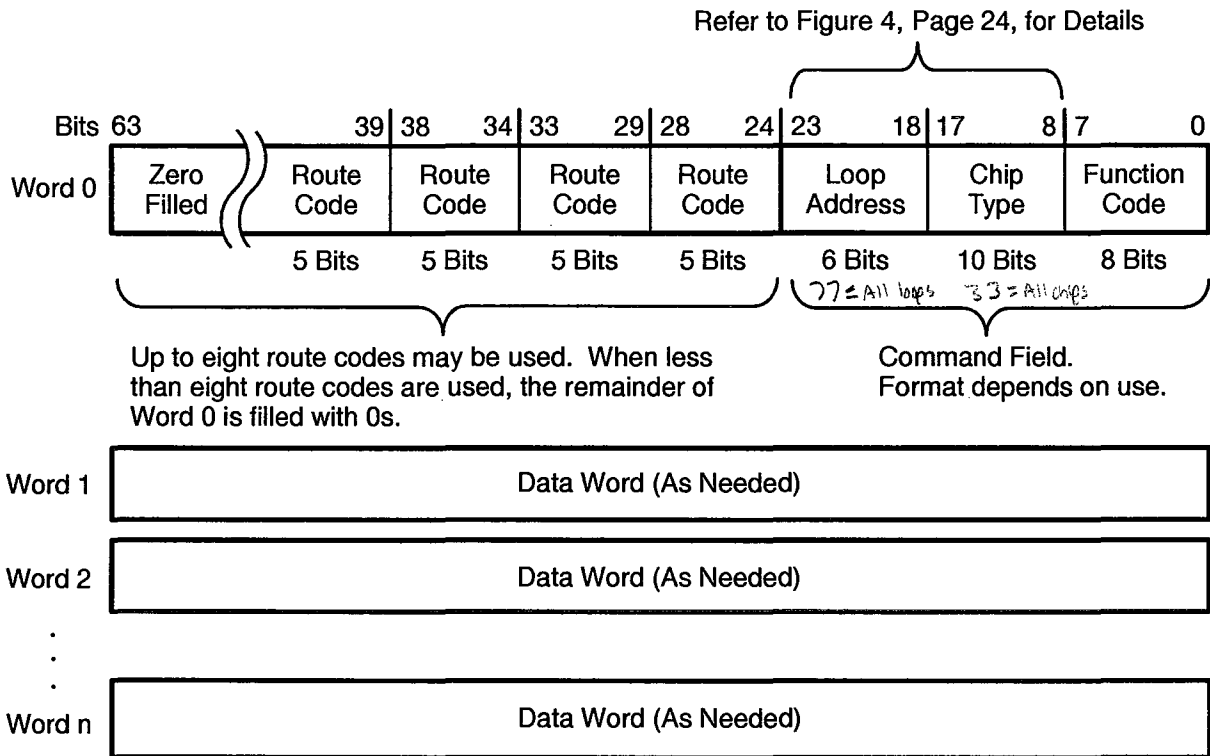 Refer to Figure 4, Page 24, for Details
Bits 63 39 38 34 33 29 28 24 23 18 17 8 7 0
Word 0 Zero Filled Route Code Route Code Route Code Route Code Loop Address Chip Type Function Code
5 Bits 5 Bits 5 Bits 5 Bits 6 Bits 10 Bits 8 Bits
77 = All loops 33 = All chips
Up to eight route codes may be used. When less
than eight route codes are used, the remainder of
Word 0 is filled with 0s.
Command Field.
Format depends on use.
Word 1 Data Word (As Needed)
Word 2 Data Word (As Needed)
.
.
.
Word n Data Word (As Needed)